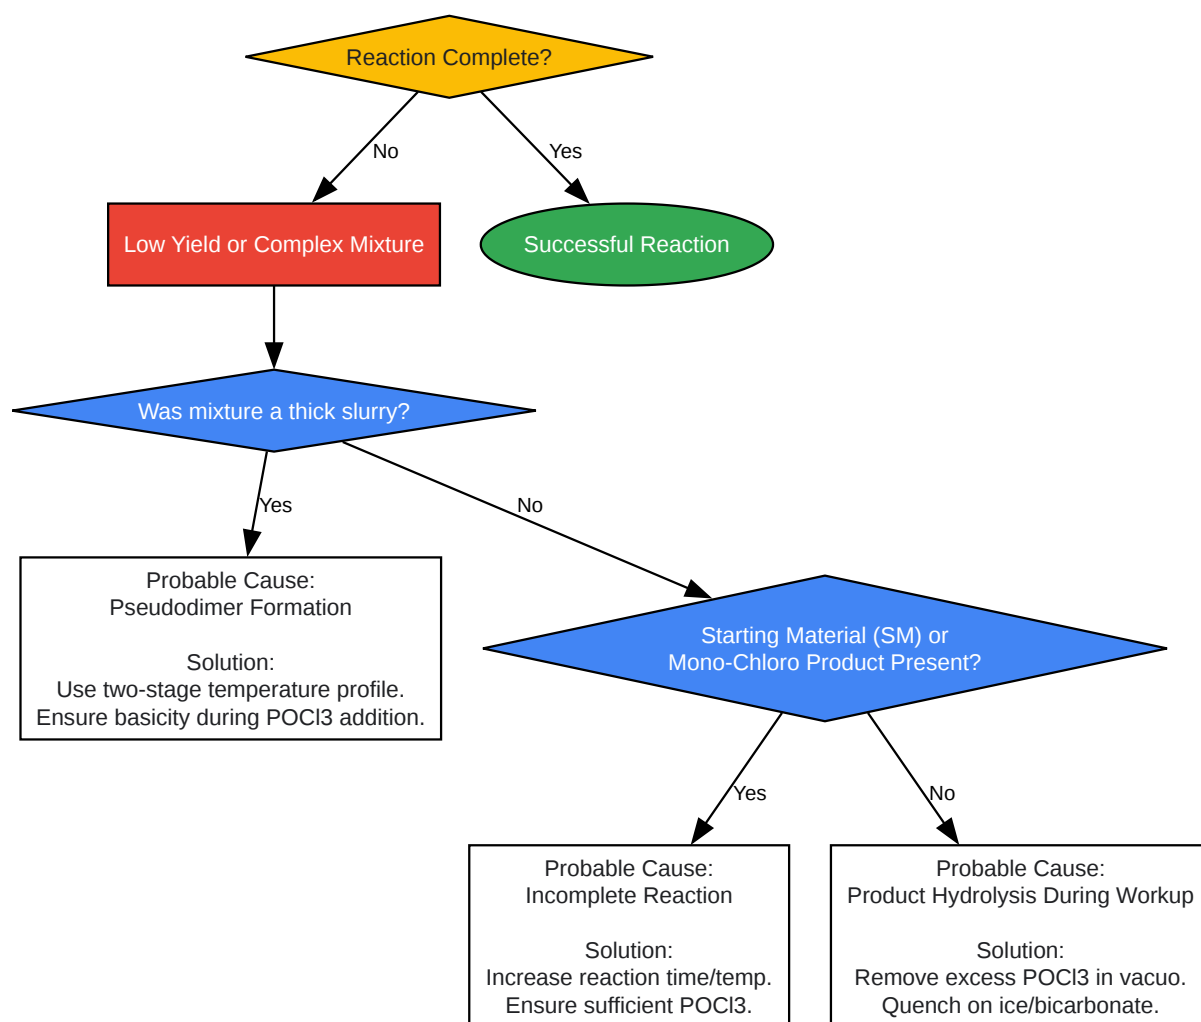 Reaction Complete?
No
Yes
Low Yield or Complex Mixture
Successful Reaction
Was mixture a thick slurry?
Yes
No
Probable Cause:
Pseudodimer Formation
Solution:
Use two-stage temperature profile.
Ensure basicity during POCl3 addition.
Starting Material (SM) or
Mono-Chloro Product Present?
Yes
No
Probable Cause:
Incomplete Reaction
Solution:
Increase reaction time/temp.
Ensure sufficient POCl3.
Probable Cause:
Product Hydrolysis During Workup
Solution:
Remove excess POCl3 in vacuo.
Quench on ice/bicarbonate.